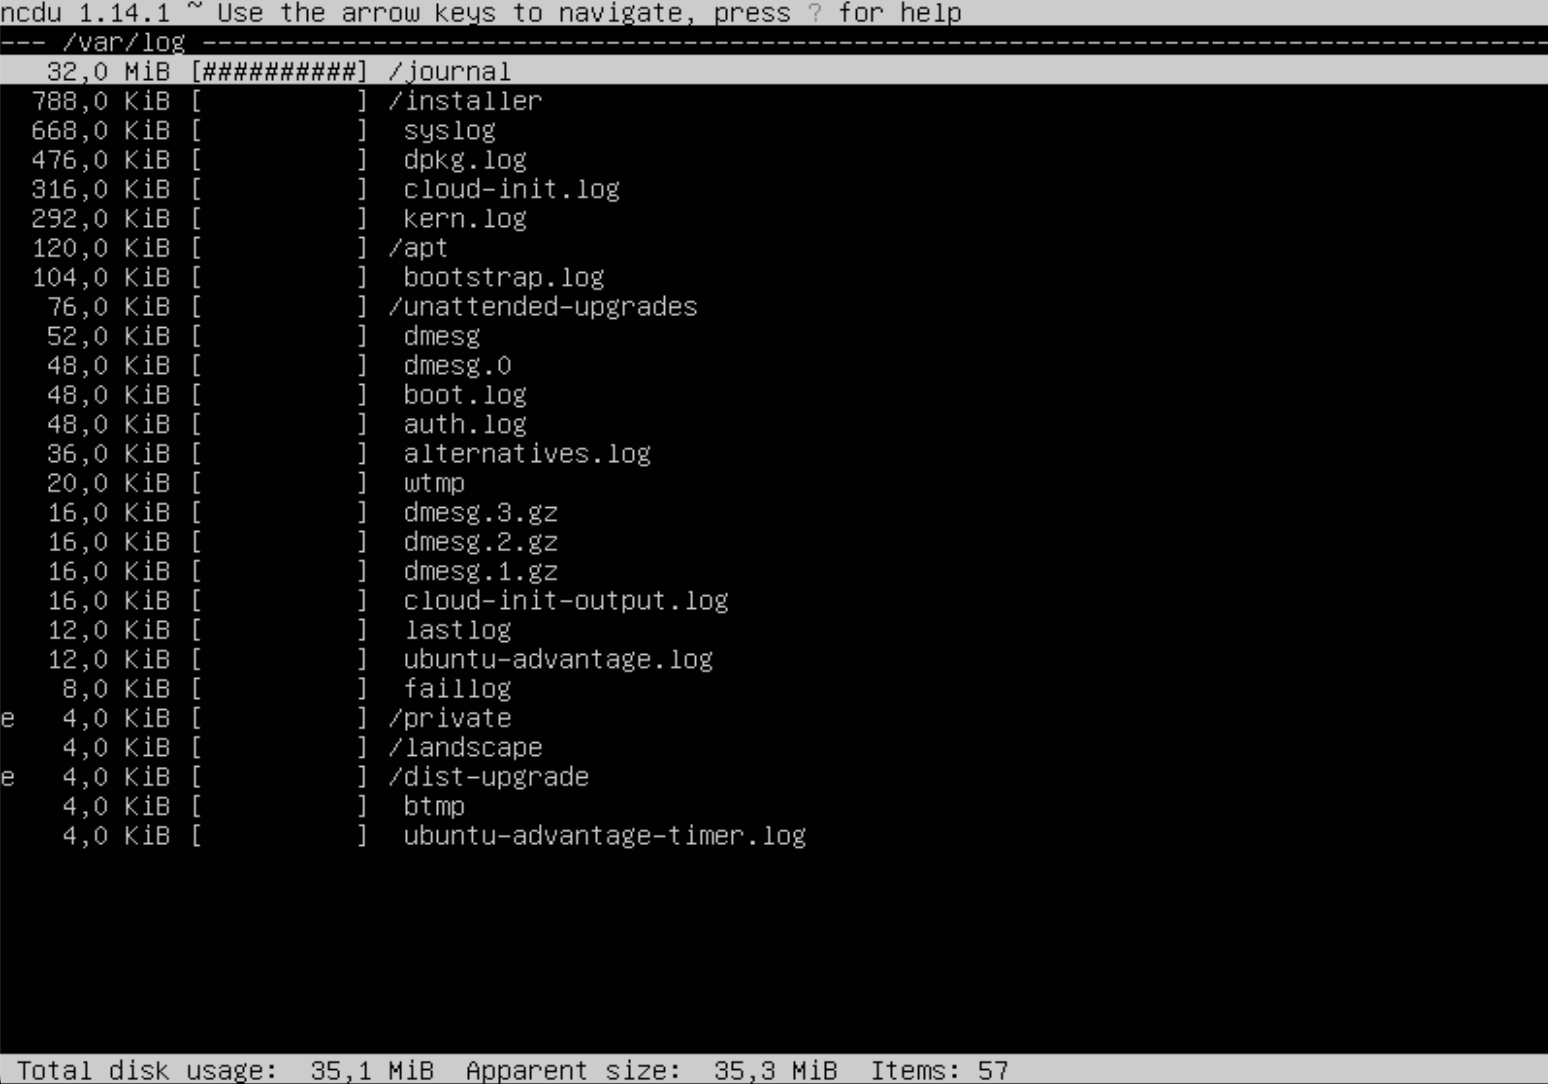 ncdu 1.14.1 ~ Use the arrow keys to navigate, press ? for help
--- /var/log ---------------------------------------------------------------------------------------
   32,0 MiB [##########] /journal
  788,0 KiB [          ] /installer
  668,0 KiB [          ]  syslog
  476,0 KiB [          ]  dpkg.log
  316,0 KiB [          ]  cloud-init.log
  292,0 KiB [          ]  kern.log
  120,0 KiB [          ] /apt
  104,0 KiB [          ]  bootstrap.log
   76,0 KiB [          ] /unattended-upgrades
   52,0 KiB [          ]  dmesg
   48,0 KiB [          ]  dmesg.0
   48,0 KiB [          ]  boot.log
   48,0 KiB [          ]  auth.log
   36,0 KiB [          ]  alternatives.log
   20,0 KiB [          ]  wtmp
   16,0 KiB [          ]  dmesg.3.gz
   16,0 KiB [          ]  dmesg.2.gz
   16,0 KiB [          ]  dmesg.1.gz
   16,0 KiB [          ]  cloud-init-output.log
   12,0 KiB [          ]  lastlog
   12,0 KiB [          ]  ubuntu-advantage.log
    8,0 KiB [          ]  faillog
e   4,0 KiB [          ] /private
    4,0 KiB [          ] /landscape
e   4,0 KiB [          ] /dist-upgrade
    4,0 KiB [          ]  btmp
    4,0 KiB [          ]  ubuntu-advantage-timer.log
 Total disk usage:  35,1 MiB  Apparent size:  35,3 MiB  Items: 57